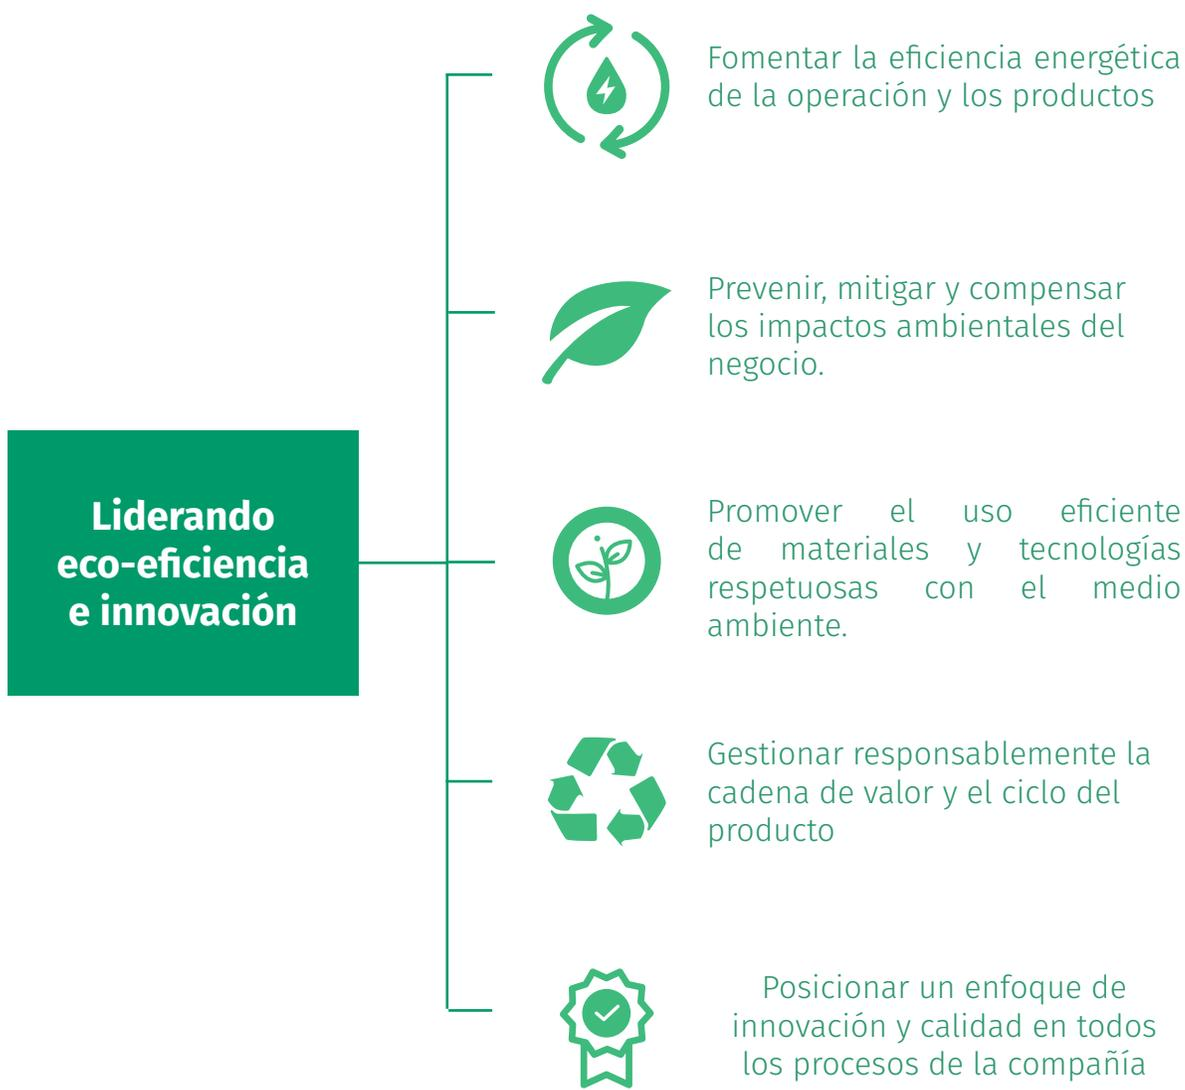 Fomentar la eficiencia energética
de la operación y los productos
Prevenir, mitigar y compensar
los impactos ambientales del
negocio.
Liderando
eco-eficiencia
e innovación
Promover el uso eficiente
de materiales y tecnologías
respetuosas con el medio
ambiente.
Gestionar responsablemente la
cadena de valor y el ciclo del
producto
Posicionar un enfoque de
innovación y calidad en todos
los procesos de la compañía